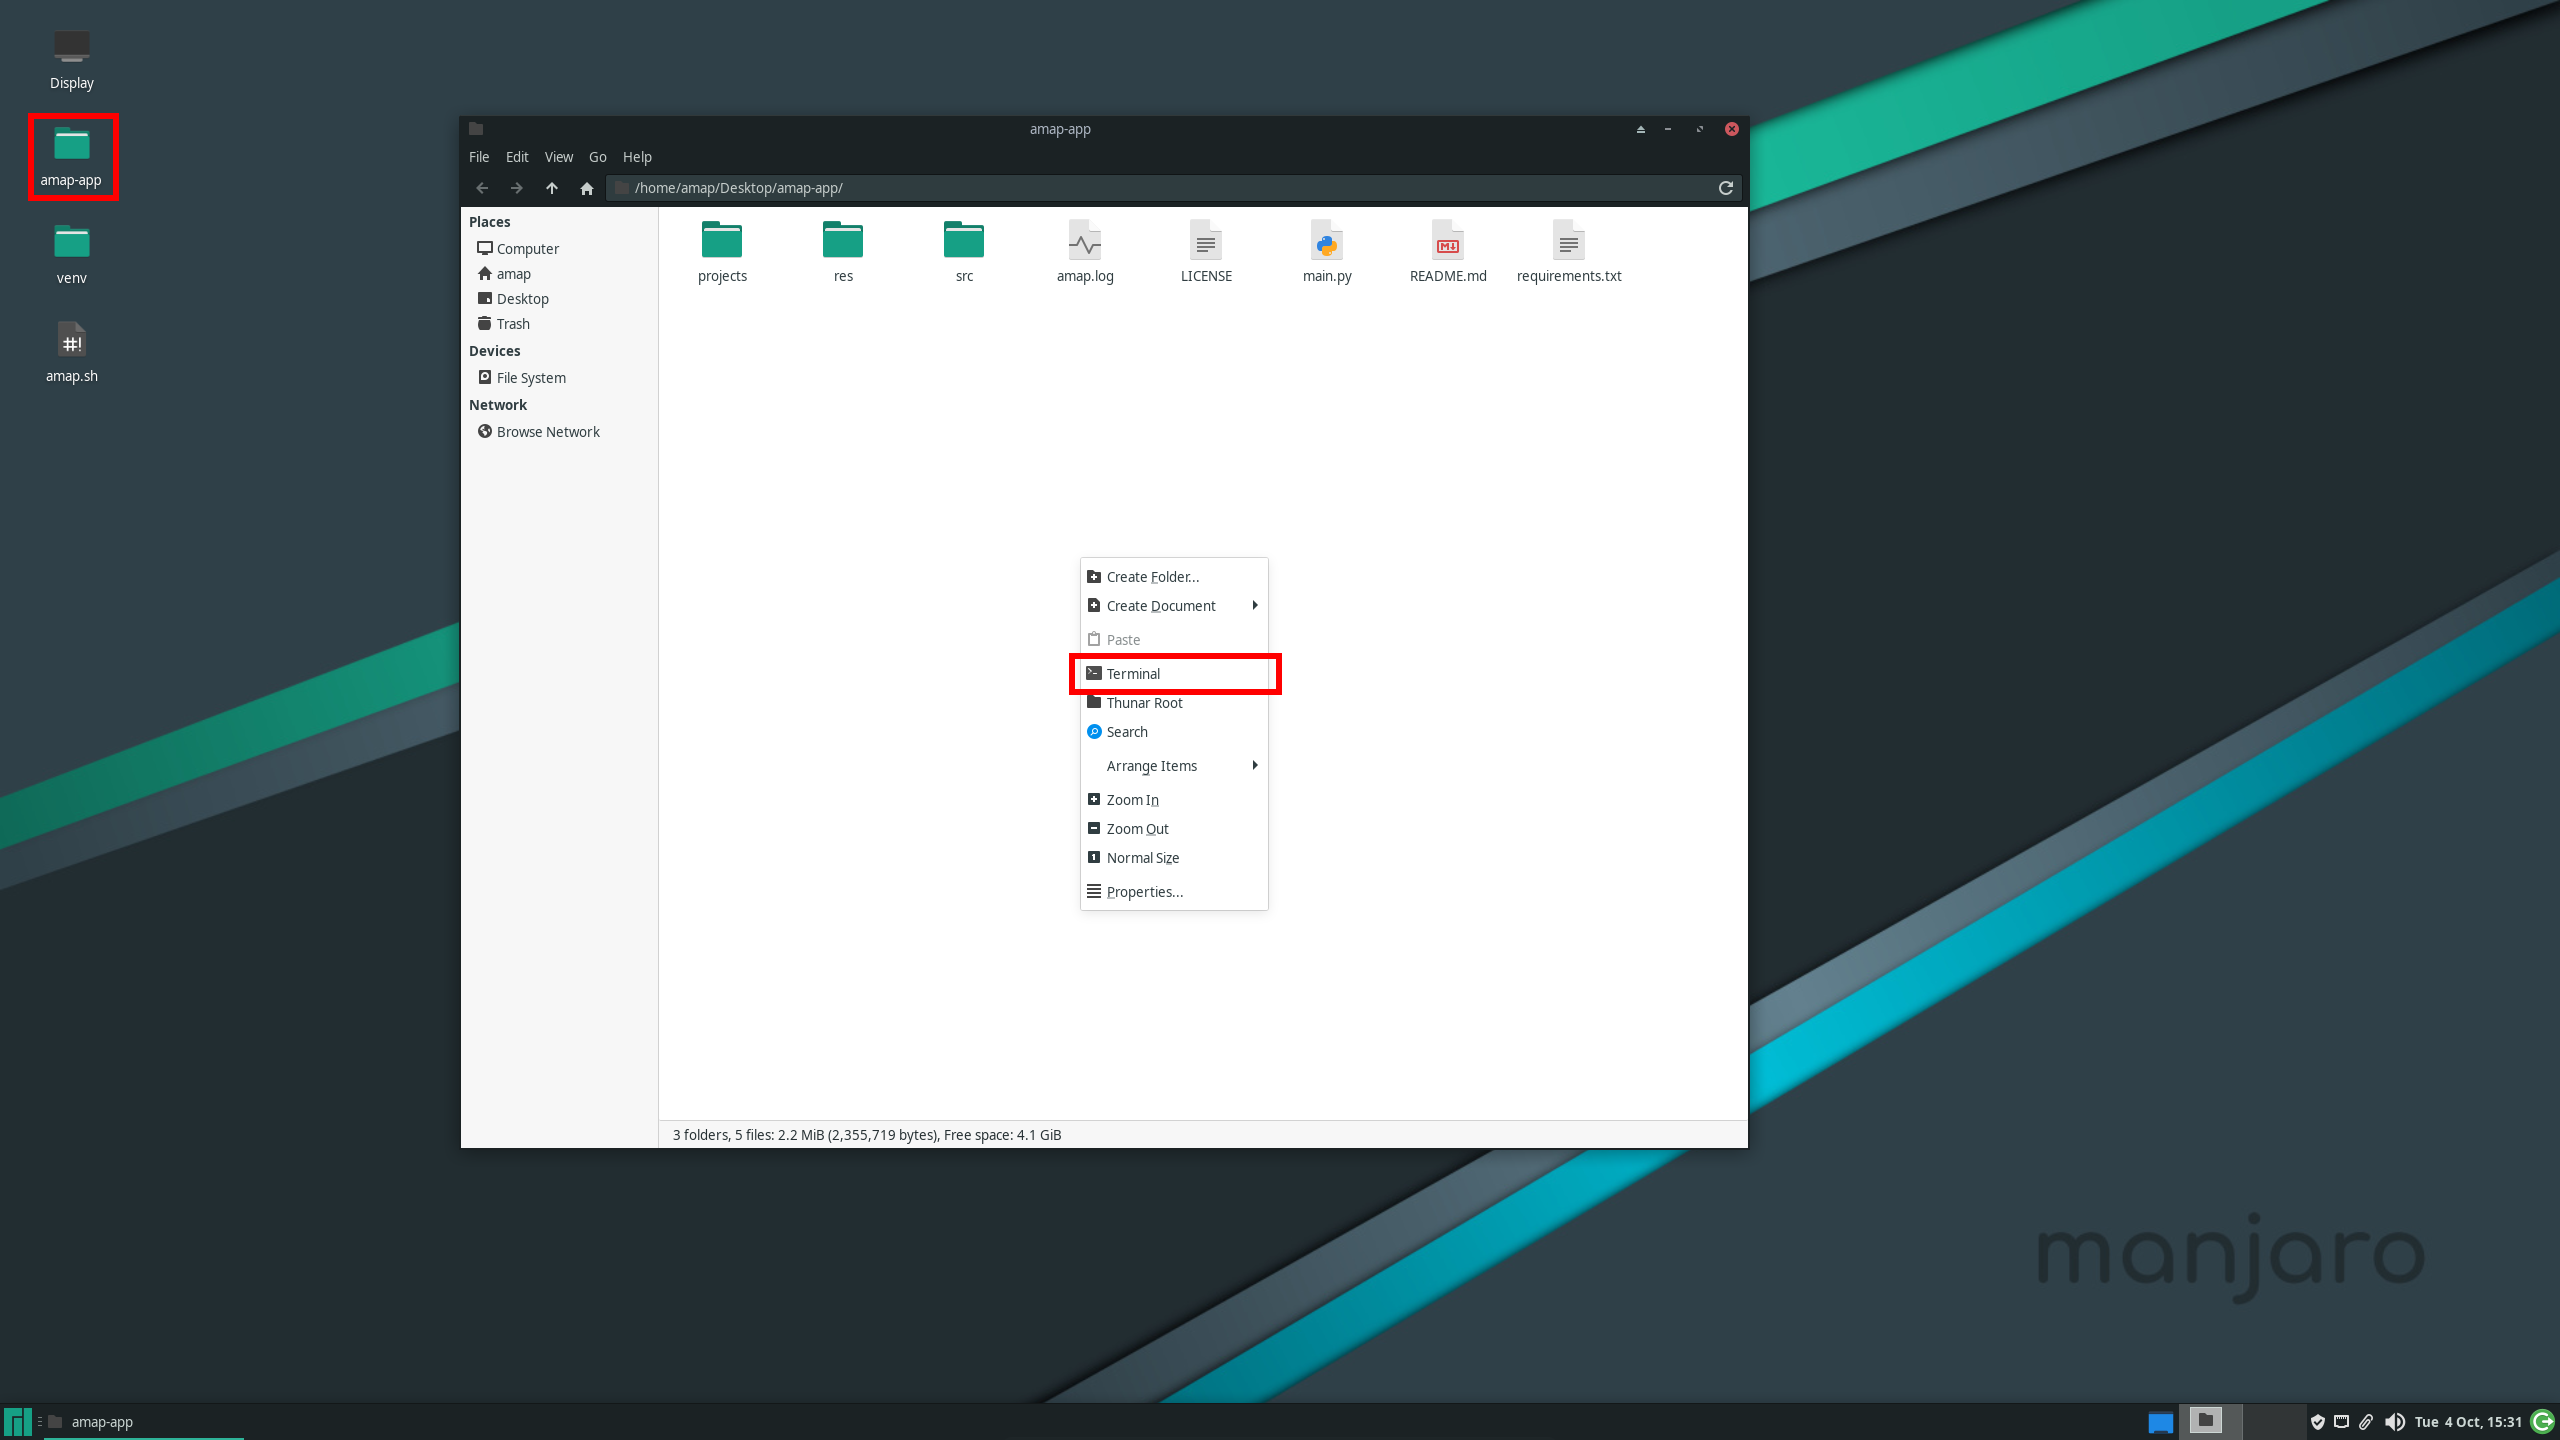 Display
amap-app
venv
amap.sh
amap-app
File Edit View Go Help
/home/amap/Desktop/amap-app/
Places
Computer
amap
Desktop
Trash
Devices
File System
Network
Browse Network
projects res src amap.log LICENSE main.py README.md requirements.txt
Create Folder...
Create Document
Paste
Terminal
Thunar Root
Search
Arrange Items
Zoom In
Zoom Out
Normal Size
Properties...
3 folders, 5 files: 2.2 MiB (2,355,719 bytes), Free space: 4.1 GiB
manjaro
amap-app
Tue 4 Oct, 15:31